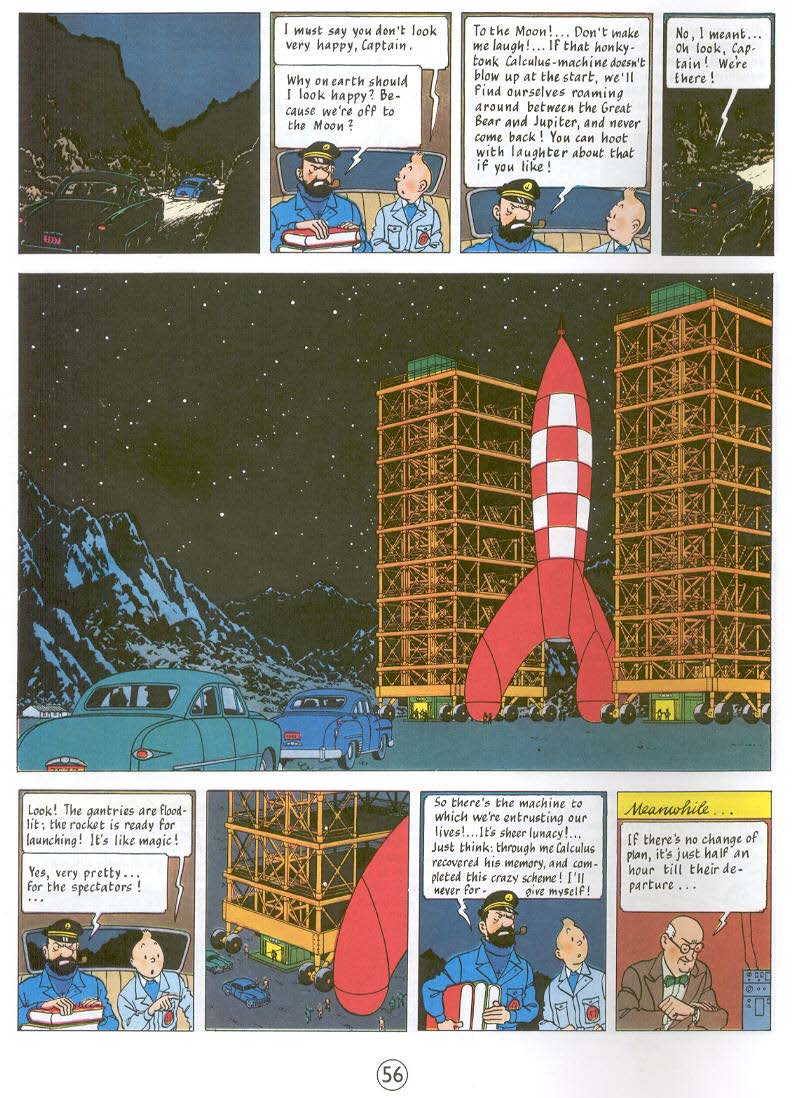 I must say you don't look
very happy, Captain.
Why on earth should
I look happy? Be-
cause we're off to
the Moon?
To the Moon!... Don't make
me laugh!... If that honky-
tonk Calculus-machine doesn't
blow up at the start, we'll
find ourselves roaming
around between the Great
Bear and Jupiter, and never
come back! You can hoot
with laughter about that
if you like!
No, I meant...
Oh look, Cap-
tain! We're
there!
Look! The gantries are flood-
lit; the rocket is ready for
launching! It's like magic!
Yes, very pretty...
for the spectators!
...
So there's the machine to
which we're entrusting our
lives!...It's sheer lunacy!...
Just think: through me Calculus
recovered his memory, and com-
pleted this crazy scheme! I'll
never for- give myself!
Meanwhile...
If there's no change of
plan, it's just half an
hour till their de-
parture...
56